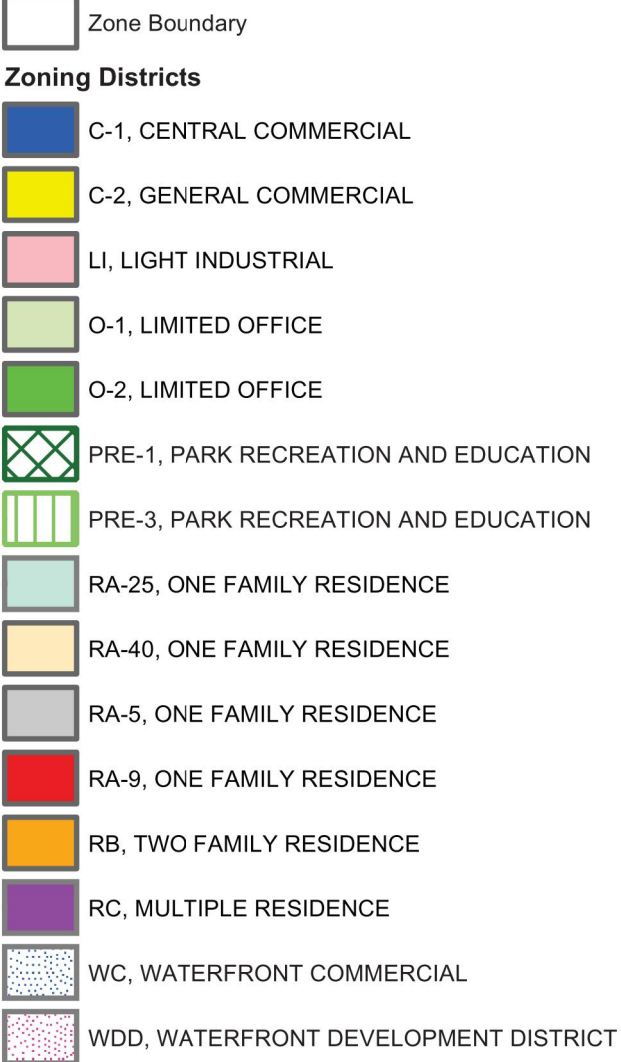 Zone Boundary
Zoning Districts
C-1, CENTRAL COMMERCIAL
C-2, GENERAL COMMERCIAL
LI, LIGHT INDUSTRIAL
O-1, LIMITED OFFICE
O-2, LIMITED OFFICE
PRE-1, PARK RECREATION AND EDUCATION
PRE-3, PARK RECREATION AND EDUCATION
RA-25, ONE FAMILY RESIDENCE
RA-40, ONE FAMILY RESIDENCE
RA-5, ONE FAMILY RESIDENCE
RA-9, ONE FAMILY RESIDENCE
RB, TWO FAMILY RESIDENCE
RC, MULTIPLE RESIDENCE
WC, WATERFRONT COMMERCIAL
WDD, WATERFRONT DEVELOPMENT DISTRICT